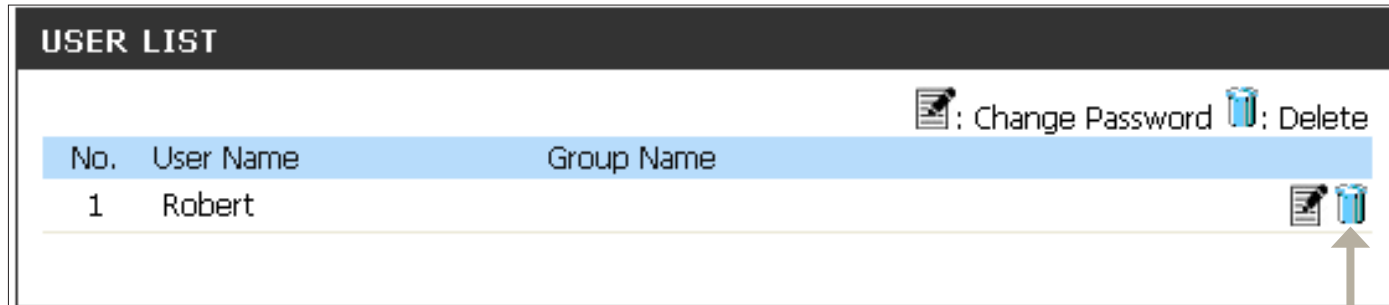 USER LIST
: Change Password : Delete
No. User Name Group Name
1 Robert